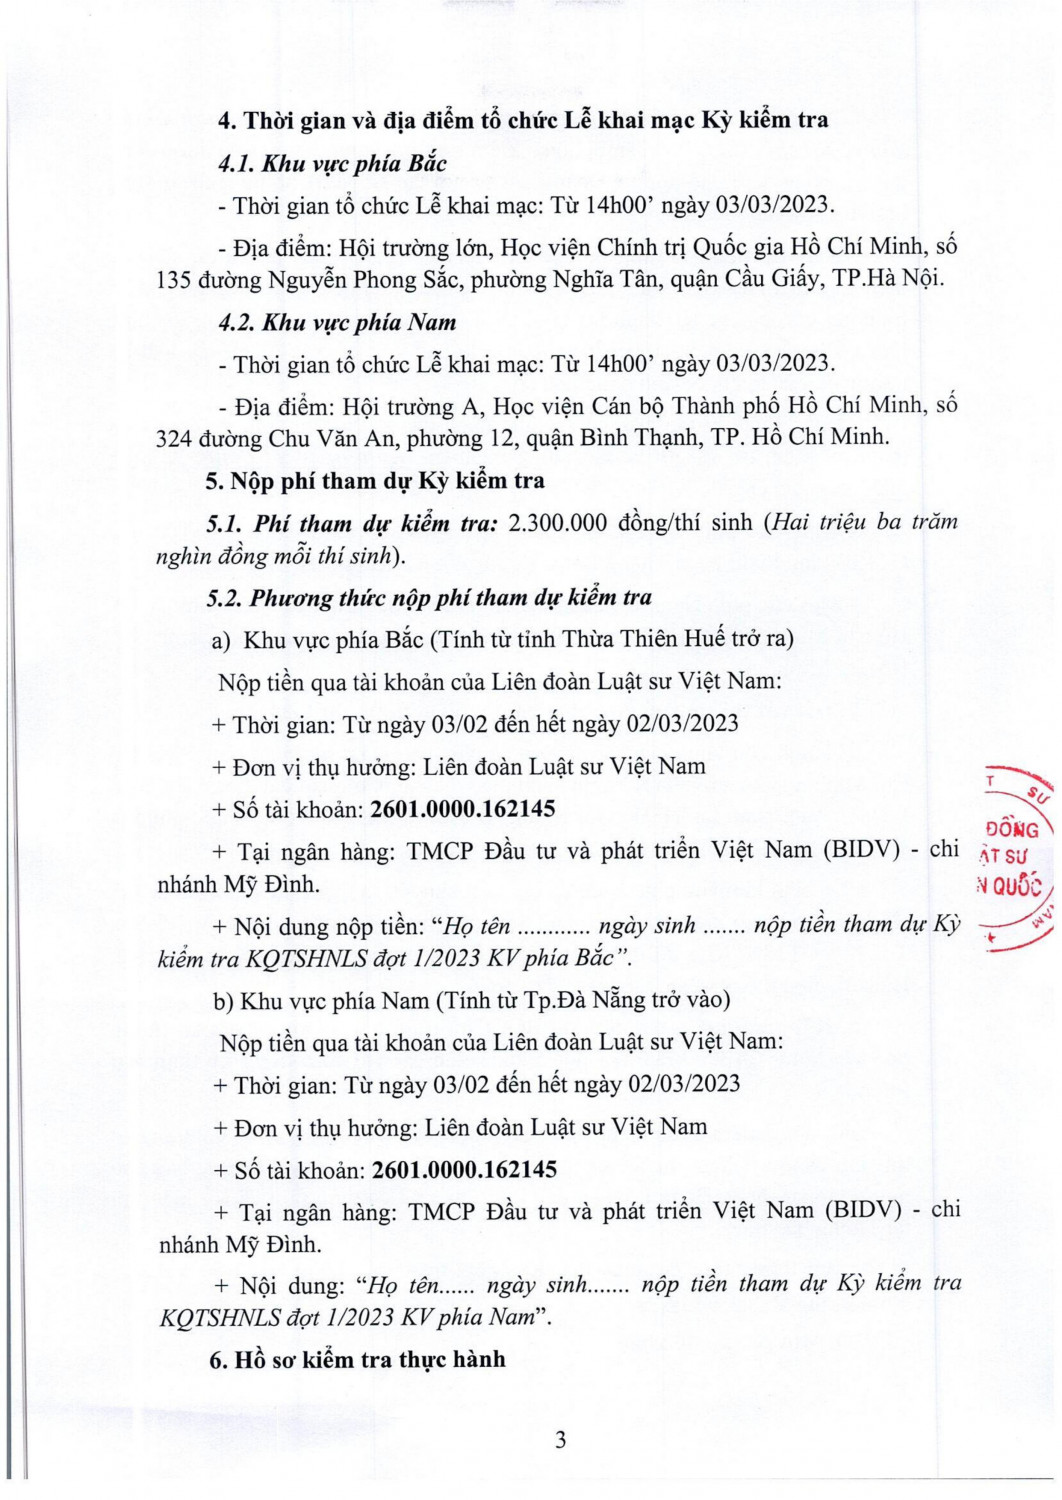 4. Thời gian và địa điểm tổ chức Lễ khai mạc Kỳ kiểm tra
4.1. Khu vực phía Bắc
- Thời gian tổ chức Lễ khai mạc: Từ 14h00’ ngày 03/03/2023.
- Địa điểm: Hội trường lớn, Học viện Chính trị Quốc gia Hồ Chí Minh, số
135 đường Nguyễn Phong Sắc, phường Nghĩa Tân, quận Cầu Giấy, TP.Hà Nội.
4.2. Khu vực phía Nam
- Thời gian tổ chức Lễ khai mạc: Từ 14h00’ ngày 03/03/2023.
- Địa điểm: Hội trường A, Học viện Cán bộ Thành phố Hồ Chí Minh, số
324 đường Chu Văn An, phường 12, quận Bình Thạnh, TP. Hồ Chí Minh.
5. Nộp phí tham dự Kỳ kiểm tra
5.1. Phí tham dự kiểm tra: 2.300.000 đồng/thí sinh (Hai triệu ba trăm
nghìn đồng mỗi thí sinh).
5.2. Phương thức nộp phí tham dự kiểm tra
a) Khu vực phía Bắc (Tính từ tỉnh Thừa Thiên Huế trở ra)
Nộp tiền qua tài khoản của Liên đoàn Luật sư Việt Nam:
+ Thời gian: Từ ngày 03/02 đến hết ngày 02/03/2023
+ Đơn vị thụ hưởng: Liên đoàn Luật sư Việt Nam
+ Số tài khoản: 2601.0000.162145
+ Tại ngân hàng: TMCP Đầu tư và phát triển Việt Nam (BIDV) - chi
nhánh Mỹ Đình.
+ Nội dung nộp tiền: “Họ tên ............ ngày sinh ....... nộp tiền tham dự Kỳ
kiểm tra KQTSHNLS đợt 1/2023 KV phía Bắc”.
b) Khu vực phía Nam (Tính từ Tp.Đà Nẵng trở vào)
Nộp tiền qua tài khoản của Liên đoàn Luật sư Việt Nam:
+ Thời gian: Từ ngày 03/02 đến hết ngày 02/03/2023
+ Đơn vị thụ hưởng: Liên đoàn Luật sư Việt Nam
+ Số tài khoản: 2601.0000.162145
+ Tại ngân hàng: TMCP Đầu tư và phát triển Việt Nam (BIDV) - chi
nhánh Mỹ Đình.
+ Nội dung: “Họ tên...... ngày sinh....... nộp tiền tham dự Kỳ kiểm tra
KQTSHNLS đợt 1/2023 KV phía Nam”.
6. Hồ sơ kiểm tra thực hành
3
T SƯ
ĐỒNG
ẬT SƯ
N QUỐC